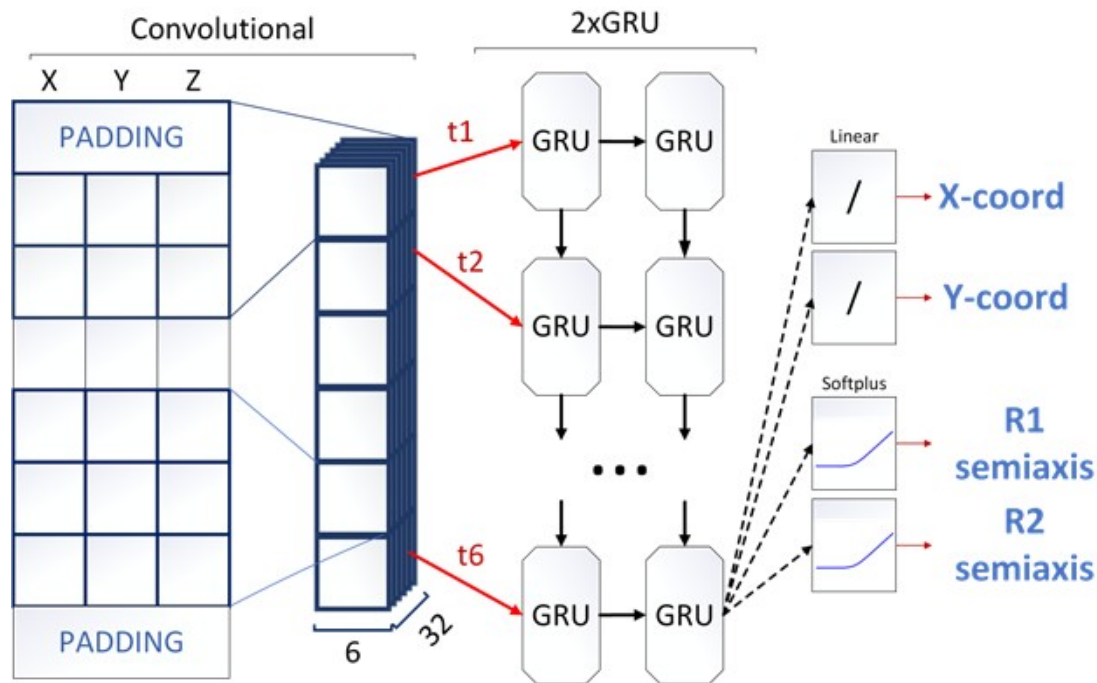 Convolutional
2xGRU
X Y Z
PADDING
t1
GRU
GRU
Linear
/
X-coord
t2
GRU
GRU
/
Y-coord
Softplus
R1
semiaxis
...
R2
semiaxis
t6
GRU
GRU
PADDING
6
32